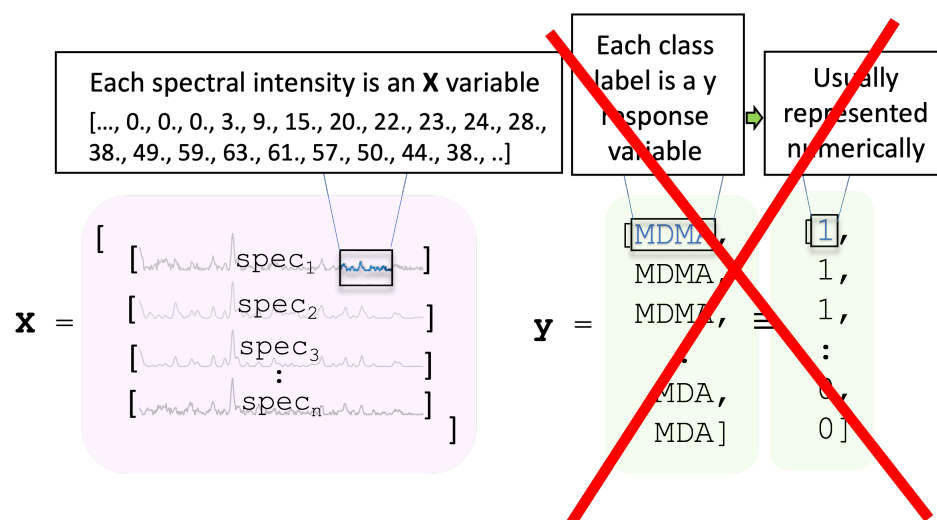 Each spectral intensity is an X variable
[…, 0., 0., 0., 3., 9., 15., 20., 22., 23., 24., 28.,
38., 49., 59., 63., 61., 57., 50., 44., 38., ..]
Each class
label is a y
response
variable
Usually
represented
numerically
X =
[
[ spec1 ]
[ spec2 ]
[ spec3 ]
:
[ specn ]
]
y =
[MDMA,
MDMA,
MDMA,
:
MDA,
MDA]
≡
[1,
1,
1,
:
0,
0]